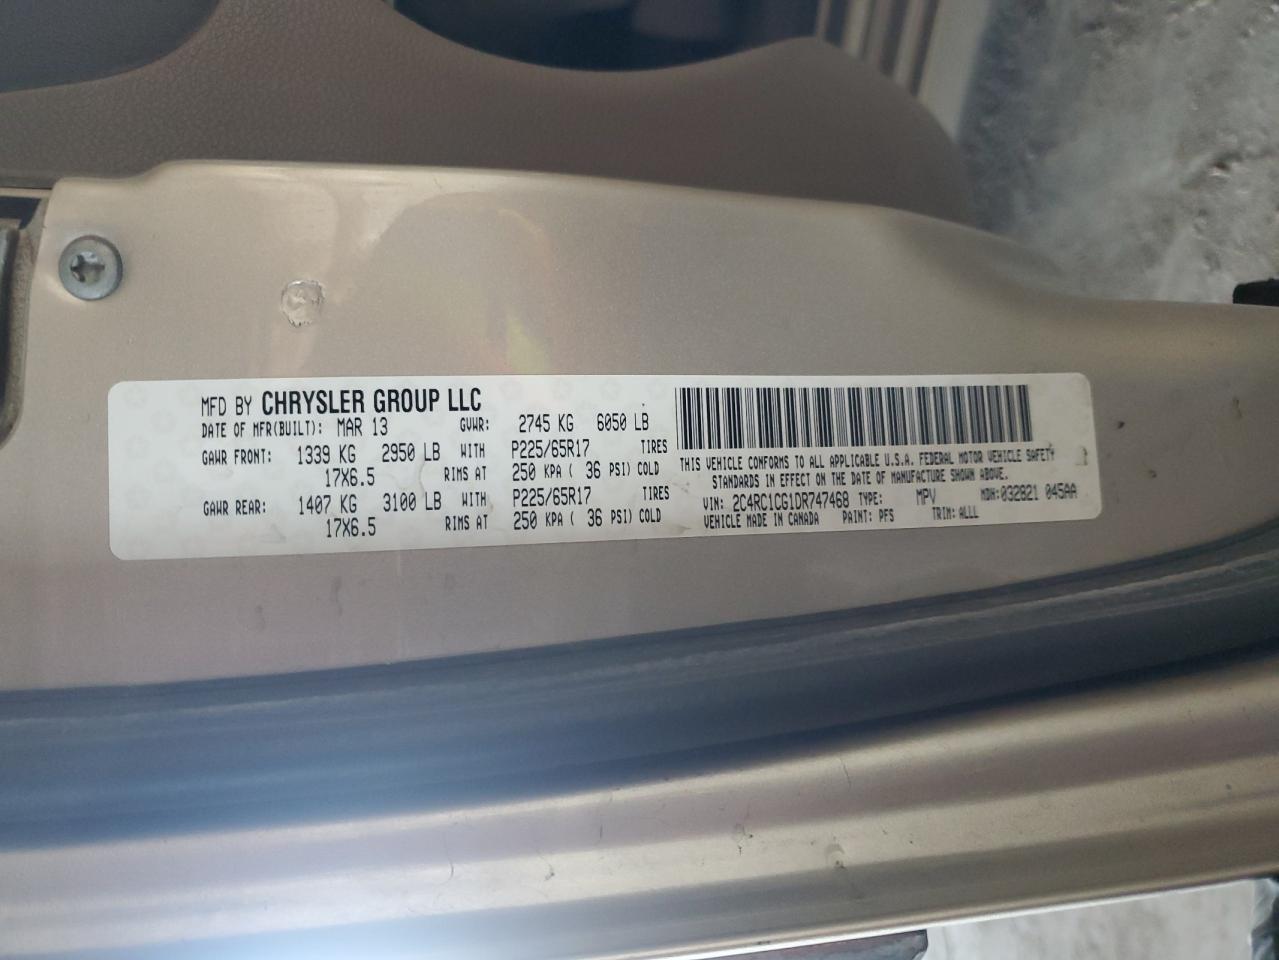 MFD BY CHRYSLER GROUP LLC
DATE OF MFR(BUILT): MAR 13 GVWR: 2745 KG 6050 LB
GAWR FRONT: 1339 KG 2950 LB WITH P225/65R17 TIRES
17X6.5 RIMS AT 250 KPA ( 36 PSI) COLD
GAWR REAR: 1407 KG 3100 LB WITH P225/65R17 TIRES
17X6.5 RIMS AT 250 KPA ( 36 PSI) COLD
THIS VEHICLE CONFORMS TO ALL APPLICABLE U.S.A. FEDERAL MOTOR VEHICLE SAFETY
STANDARDS IN EFFECT ON THE DATE OF MANUFACTURE SHOWN ABOVE.
VIN: 2C4RC1CG1DR747468 TYPE: MPV MDH:032821 045AA
VEHICLE MADE IN CANADA PAINT: PFS TRIM: ALLL